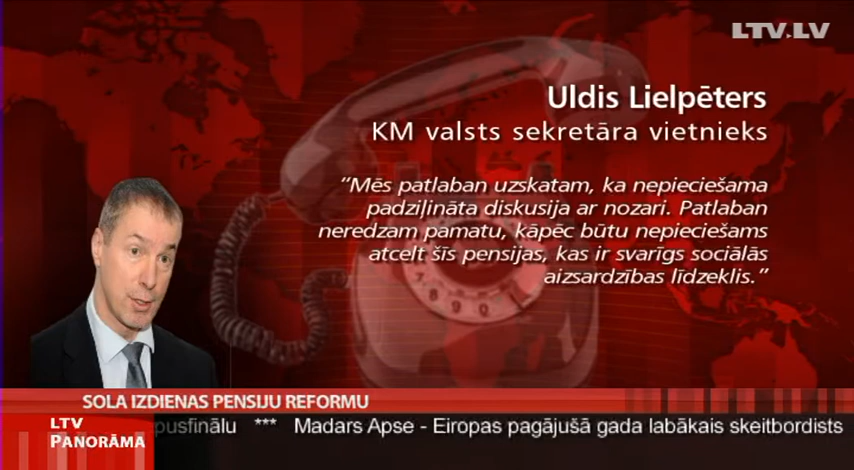 LTV.LV
Uldis Lielpēters
KM valsts sekretāra vietnieks
“Mēs patlaban uzskatam, ka nepieciešama
padziļināta diskusija ar nozari. Patlaban
neredzam pamatu, kāpēc būtu nepieciešams
atcelt šīs pensijas, kas ir svarīgs sociālās
aizsardzības līdzeklis.”
SOLA IZDIENAS PENSIJU REFORMU
LTV
PANORĀMA
pusfinālu *** Madars Apse - Eiropas pagājušā gada labākais skeitbordists